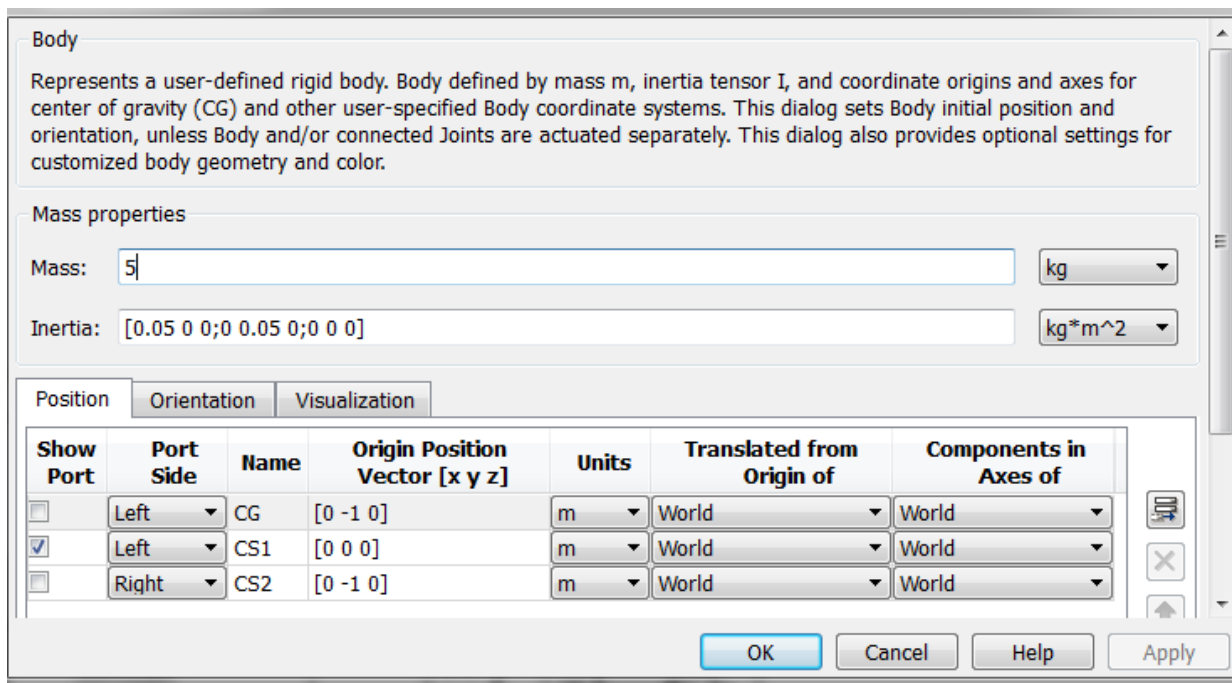 Body
Represents a user-defined rigid body. Body defined by mass m, inertia tensor I, and coordinate origins and axes for
center of gravity (CG) and other user-specified Body coordinate systems. This dialog sets Body initial position and
orientation, unless Body and/or connected Joints are actuated separately. This dialog also provides optional settings for
customized body geometry and color.
Mass properties
Mass: 5 kg
Inertia: [0.05 0 0;0 0.05 0;0 0 0] kg*m^2
Position Orientation Visualization
Show Port Port Side Name Origin Position Vector [x y z] Units Translated from Origin of Components in Axes of
Left CG [0 -1 0] m World World
Left CS1 [0 0 0] m World World
Right CS2 [0 -1 0] m World World
OK Cancel Help Apply